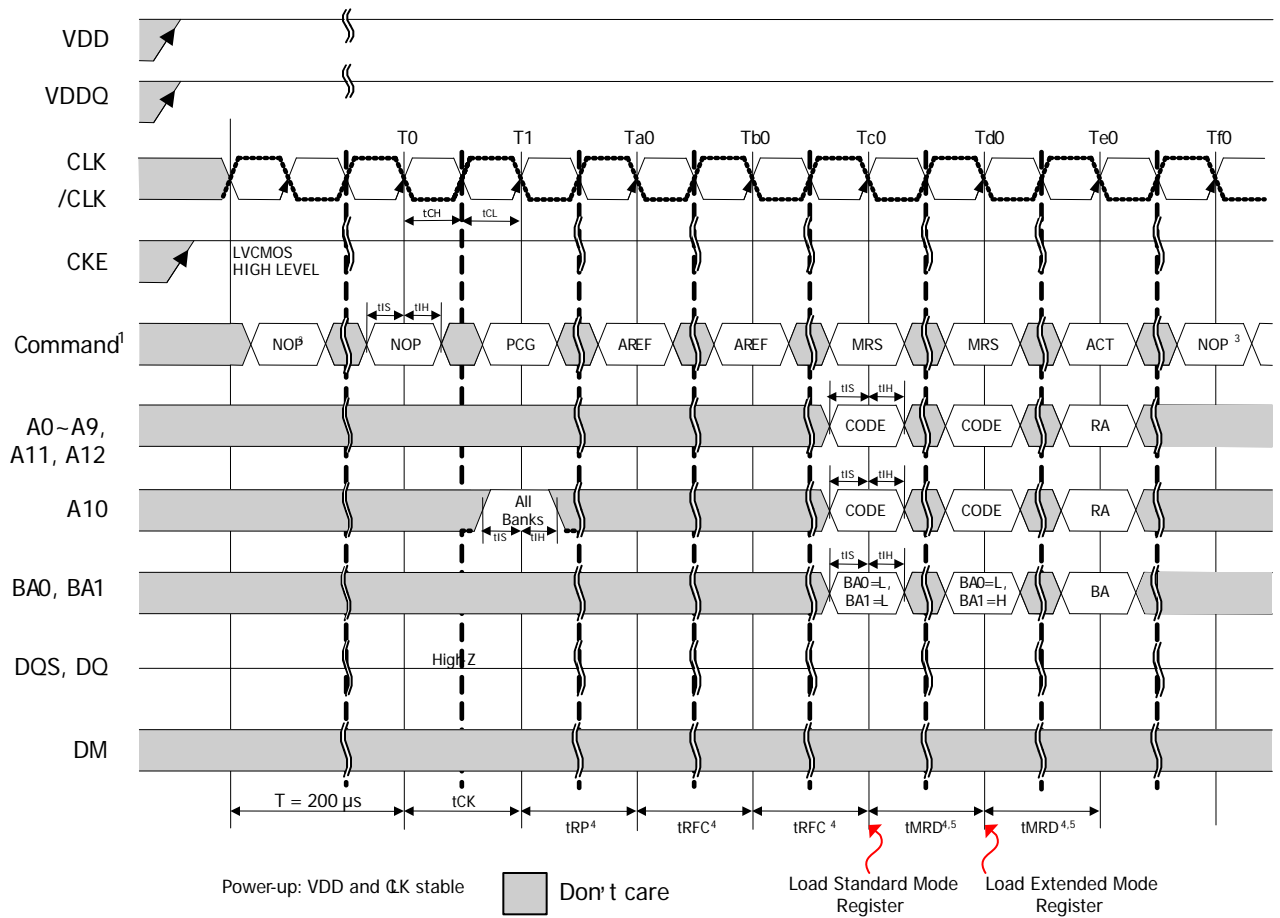 VDD
VDDQ
T0 T1 Ta0 Tb0 Tc0 Td0 Te0 Tf0
CLK
/CLK
tCH tCL
CKE
LVCMOS
HIGH LEVEL
tIS tIH
Command1
NOP3 NOP PCG AREF AREF MRS MRS ACT NOP 3
tIS tIH
A0~A9,
A11, A12
CODE CODE RA
tIS tIH
A10
All
Banks
CODE CODE RA
tIS tIH
tIS tIH
BA0, BA1
BA0=L,
BA1=L
BA0=L,
BA1=H
BA
DQS, DQ
High-Z
DM
T = 200 µs tCK
tRP4 tRFC4 tRFC 4 tMRD4,5 tMRD4,5
Power-up: VDD and CLK stable
Don't care
Load Standard Mode
Register
Load Extended Mode
Register